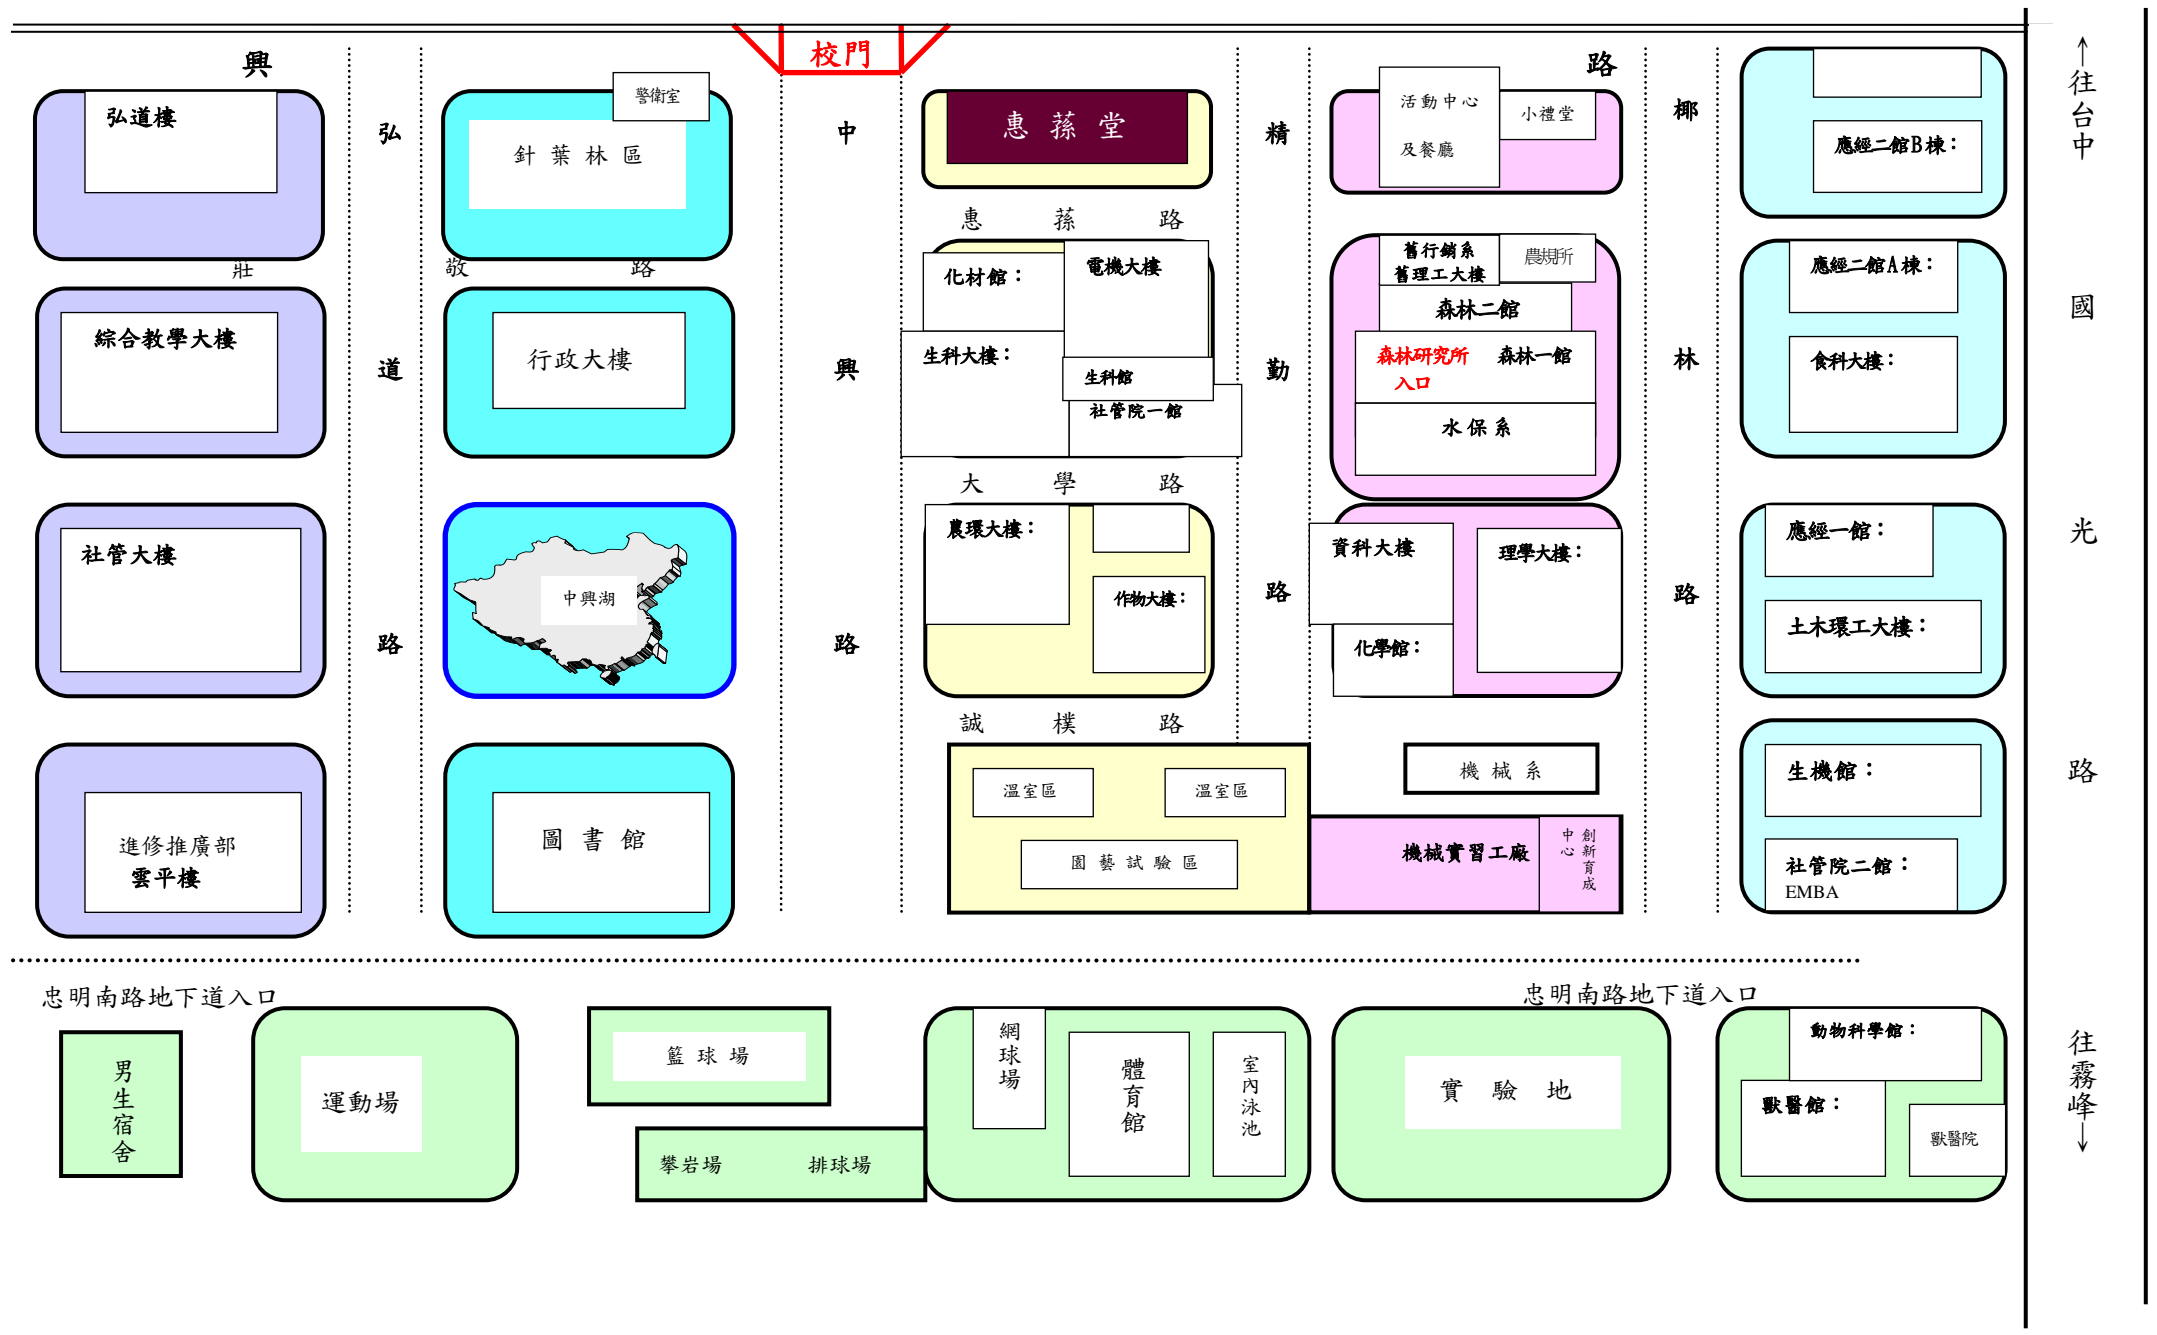 校門
興 路
↑往台中
國
光
路
往霧峰↓
弘道路
中興路
精勤路
椰林路
弘道樓
警衛室
針葉林區
惠蓀堂
活動中心
及餐廳
小禮堂
應經二館B棟：
莊敬路
惠蓀路
綜合教學大樓
行政大樓
化材館：
電機大樓
生科大樓：
生科館
社管院一館
舊行銷系
舊理工大樓
農規所
森林二館
森林研究所
入口
森林一館
水保系
應經二館A棟：
食科大樓：
大學路
社管大樓
中興湖
農環大樓：
作物大樓：
資科大樓
理學大樓：
化學館：
應經一館：
土木環工大樓：
誠樸路
進修推廣部
雲平樓
圖書館
溫室區
溫室區
園藝試驗區
機械系
機械實習工廠
創新育成
中心
生機館：
社管院二館：
EMBA
忠明南路地下道入口
忠明南路地下道入口
男生宿舍
運動場
籃球場
攀岩場 排球場
網球場
體育館
室內泳池
實驗地
動物科學館：
獸醫館：
獸醫院